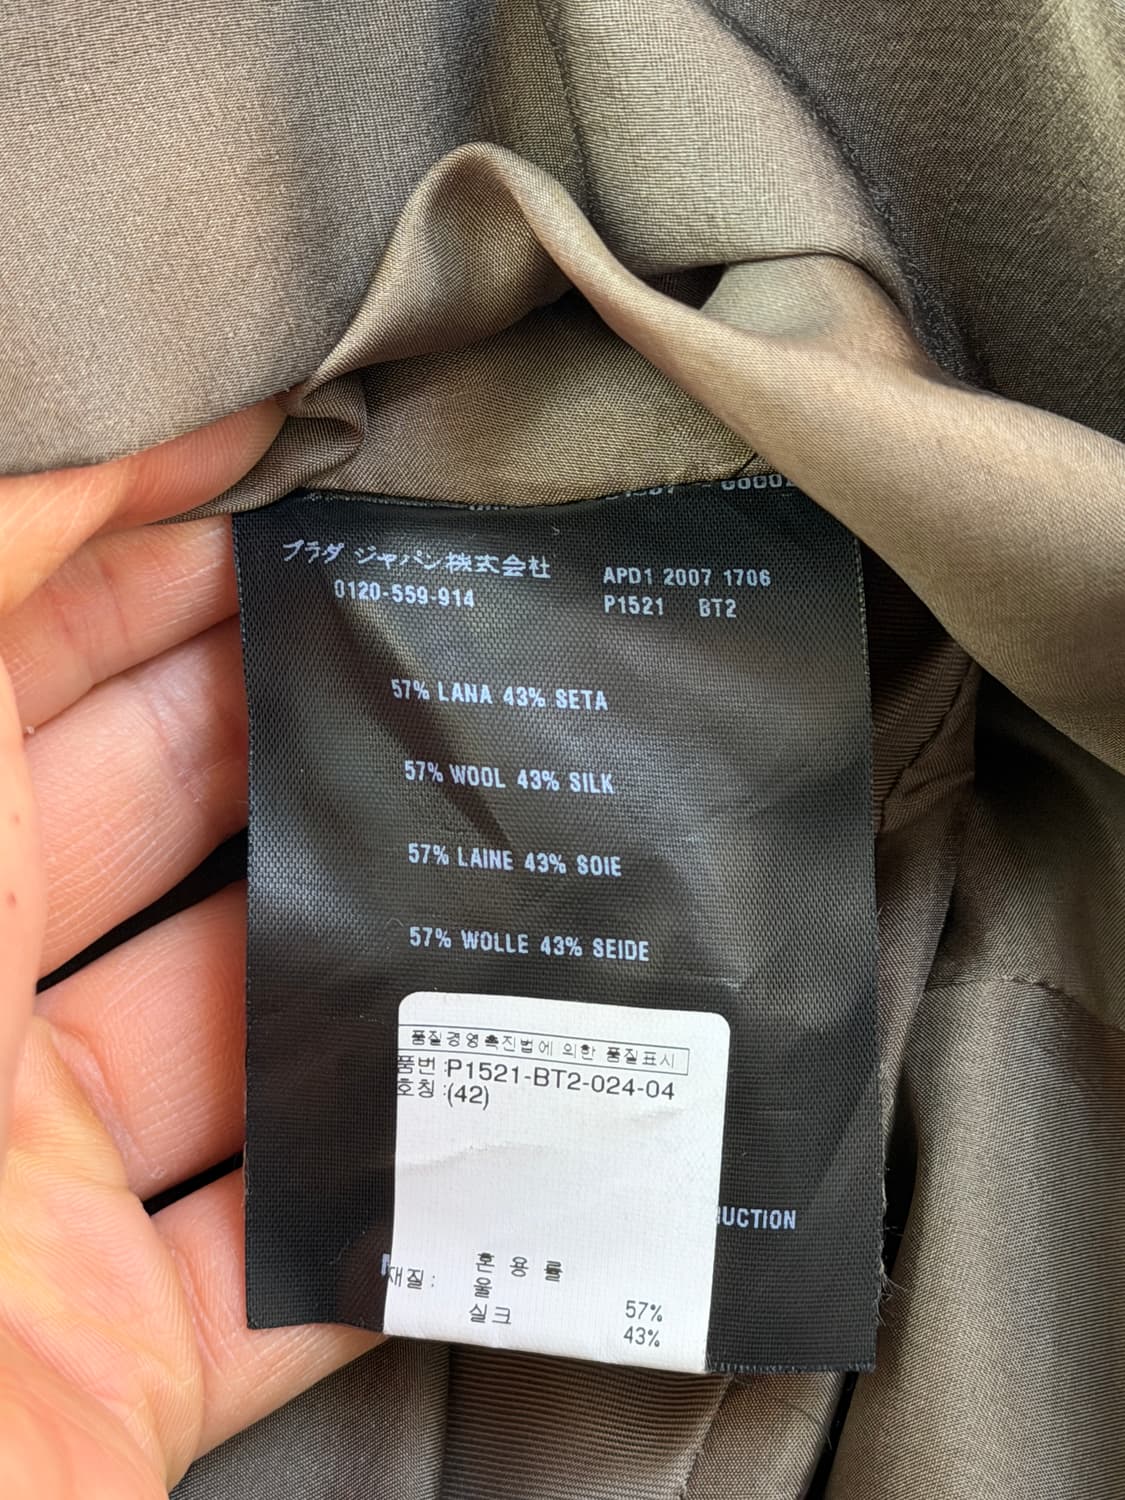 プラダ ジャパン株式会社
0120-559-914
APD1 2007 1706
P1521 BT2
57% LANA 43% SETA
57% WOOL 43% SILK
57% LAINE 43% SOIE
57% WOLLE 43% SEIDE
품질경영촉진법에 의한 품질표시
품번 :P1521-BT2-024-04
호칭 :(42)
UCTION
혼 용 률
재질 :
울 57%
실크 43%